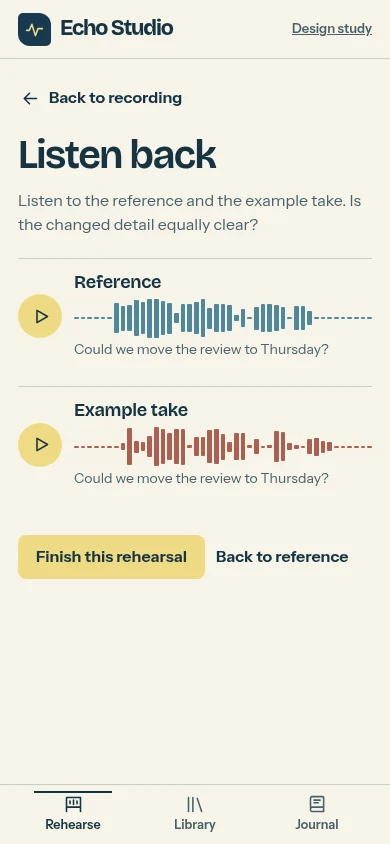 Echo Studio
Design study
Back to recording
Listen back
Listen to the reference and the example take. Is
the changed detail equally clear?
Reference
Could we move the review to Thursday?
Example take
Could we move the review to Thursday?
Finish this rehearsal
Back to reference
Rehearse
Library
Journal